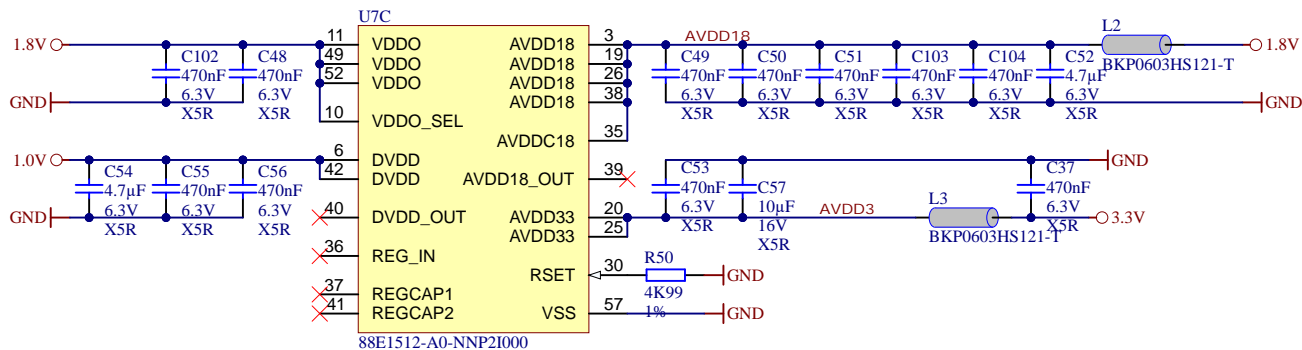 U7C
1.8V
11
VDDO
AVDD18
3
AVDD18
L2
1.8V
49
VDDO
AVDD18
19
BKP0603HS121-T
52
VDDO
AVDD18
26
AVDD18
38
C102
470nF
6.3V
X5R
C48
470nF
6.3V
X5R
C49
470nF
6.3V
X5R
C50
470nF
6.3V
X5R
C51
470nF
6.3V
X5R
C103
470nF
6.3V
X5R
C104
470nF
6.3V
X5R
C52
4.7µF
6.3V
X5R
GND
GND
10
VDDO_SEL
AVDDC18
35
1.0V
6
DVDD
42
DVDD
AVDD18_OUT
39
C54
4.7µF
6.3V
X5R
C55
470nF
6.3V
X5R
C56
470nF
6.3V
X5R
GND
C53
470nF
6.3V
X5R
C57
10µF
16V
X5R
C37
470nF
6.3V
X5R
GND
40
DVDD_OUT
AVDD33
20
AVDD33
25
AVDD3
L3
BKP0603HS121-T
3.3V
36
REG_IN
RSET
30
R50
4K99
1%
GND
37
REGCAP1
41
REGCAP2
VSS
57
GND
88E1512-A0-NNP2I000